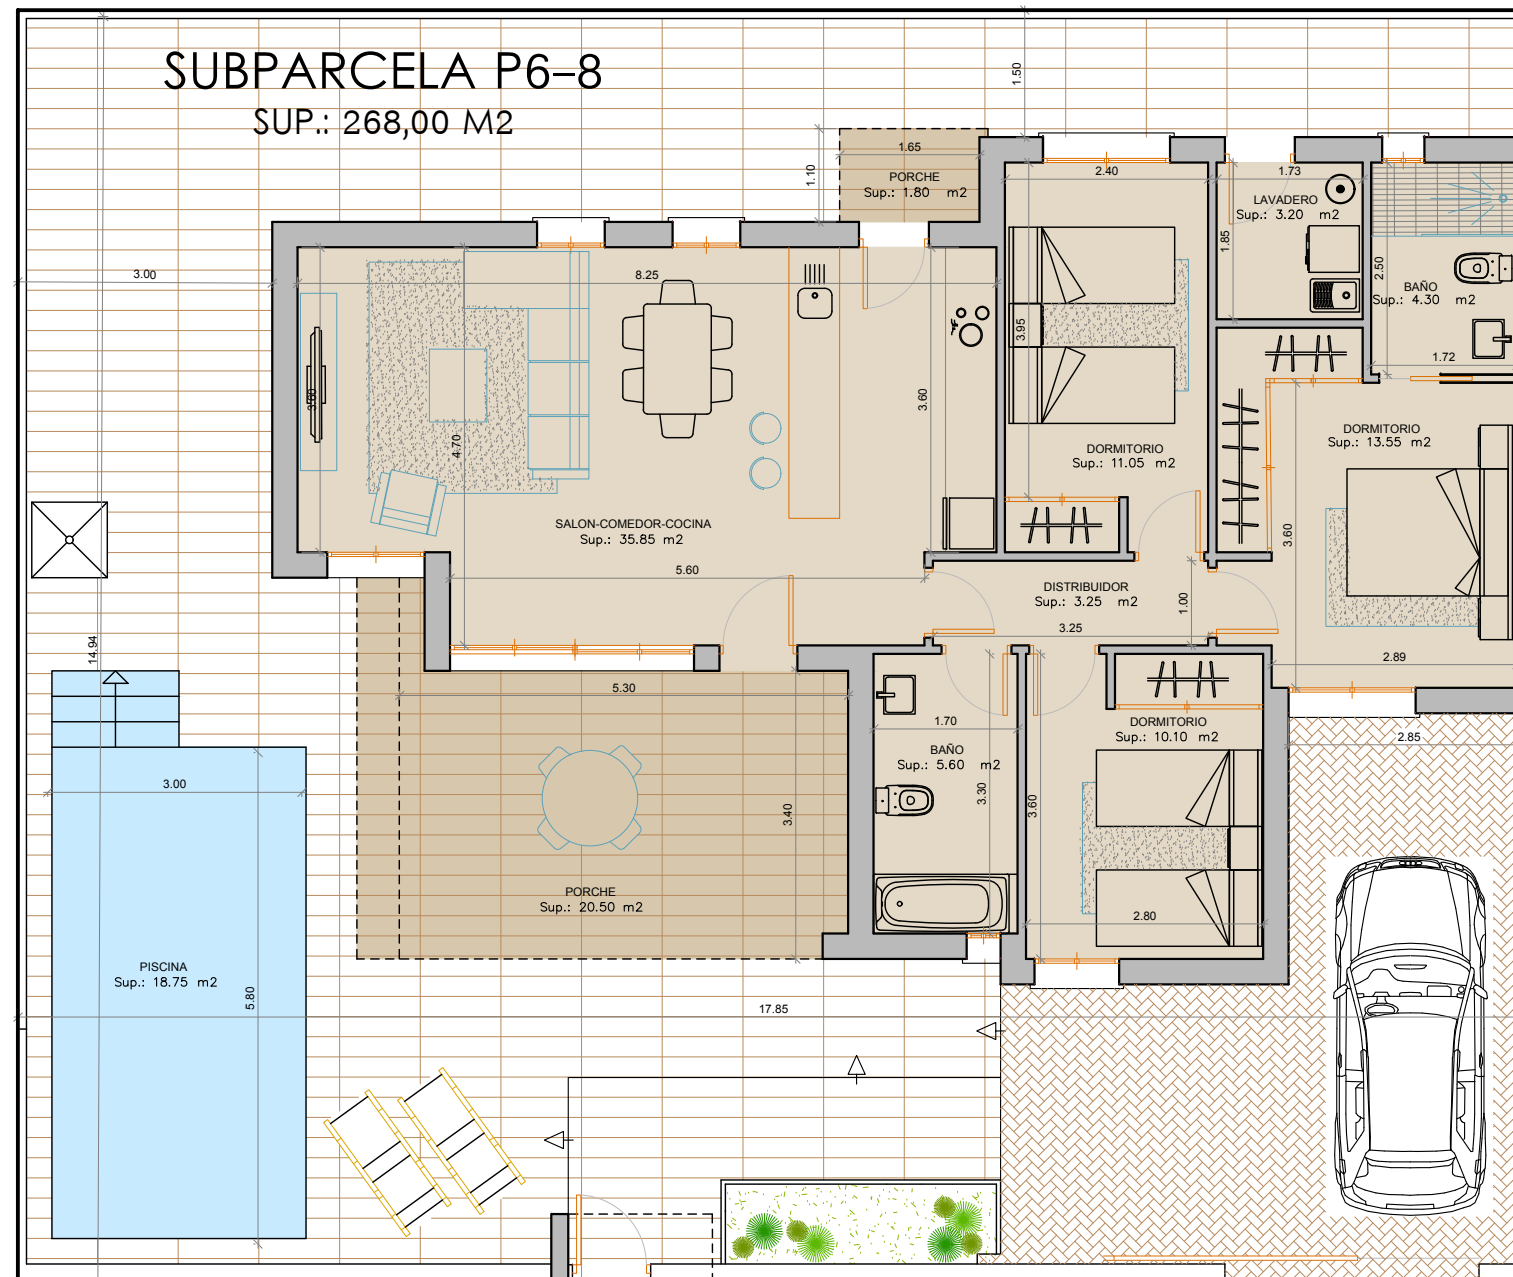 SUBPARCELA P6-8
SUP.: 268,00 M2
1.50
1.65
1.10
PORCHE
Sup.: 1.80 m2
2.40
1.73
LAVADERO
Sup.: 3.20 m2
1.85
2.50
BAÑO
Sup.: 4.30 m2
1.72
3.00
8.25
3.95
3.60
4.70
3.60
DORMITORIO
Sup.: 11.05 m2
DORMITORIO
Sup.: 13.55 m2
SALON-COMEDOR-COCINA
Sup.: 35.85 m2
3.60
5.60
DISTRIBUIDOR
Sup.: 3.25 m2
1.00
3.25
14.94
2.89
5.30
1.70
DORMITORIO
Sup.: 10.10 m2
2.85
BAÑO
Sup.: 5.60 m2
3.00
3.30
3.40
3.60
PORCHE
Sup.: 20.50 m2
2.80
PISCINA
Sup.: 18.75 m2
5.80
17.85